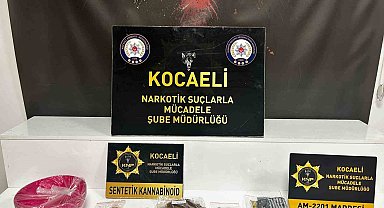 KOCAELİ
NARKOTİK SUÇLARLA
MÜCADELE
ŞUBE MÜDÜRLÜĞÜ
KOCAELİ
NARKOTİK SUÇLARLA
MÜCADELE
ŞUBE MÜDÜRLÜĞÜ
SENTETİK KANNABİNOİD
KOCAELİ
NARKOTİK SUÇLARLA
MÜCADELE
ŞUBE MÜDÜRLÜĞÜ
AM-2201 MADDESİ